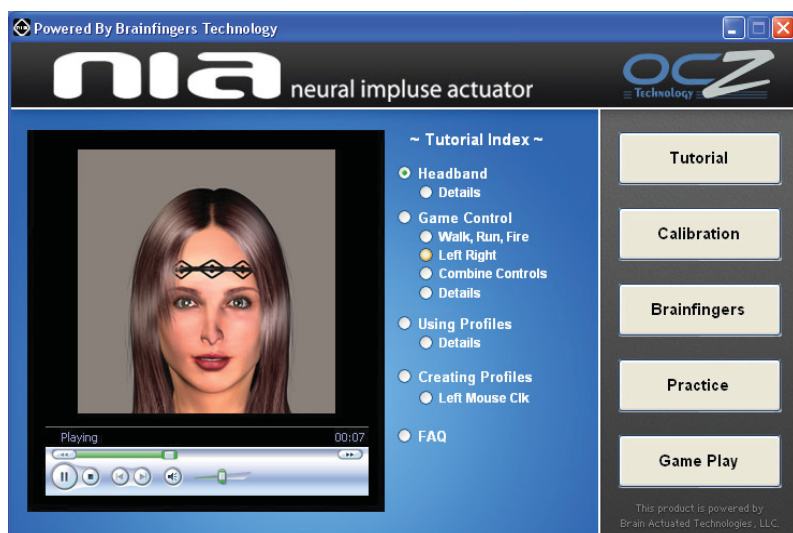 Powered By Brainfingers Technology
nia neural impluse actuator
OCZ
Technology
~ Tutorial Index ~
Headband
Details
Game Control
Walk, Run, Fire
Left Right
Combine Controls
Details
Using Profiles
Details
Creating Profiles
Left Mouse Clk
FAQ
Playing 00:07
Tutorial
Calibration
Brainfingers
Practice
Game Play
This product is powered by
Brain Actuated Technologies, LLC.